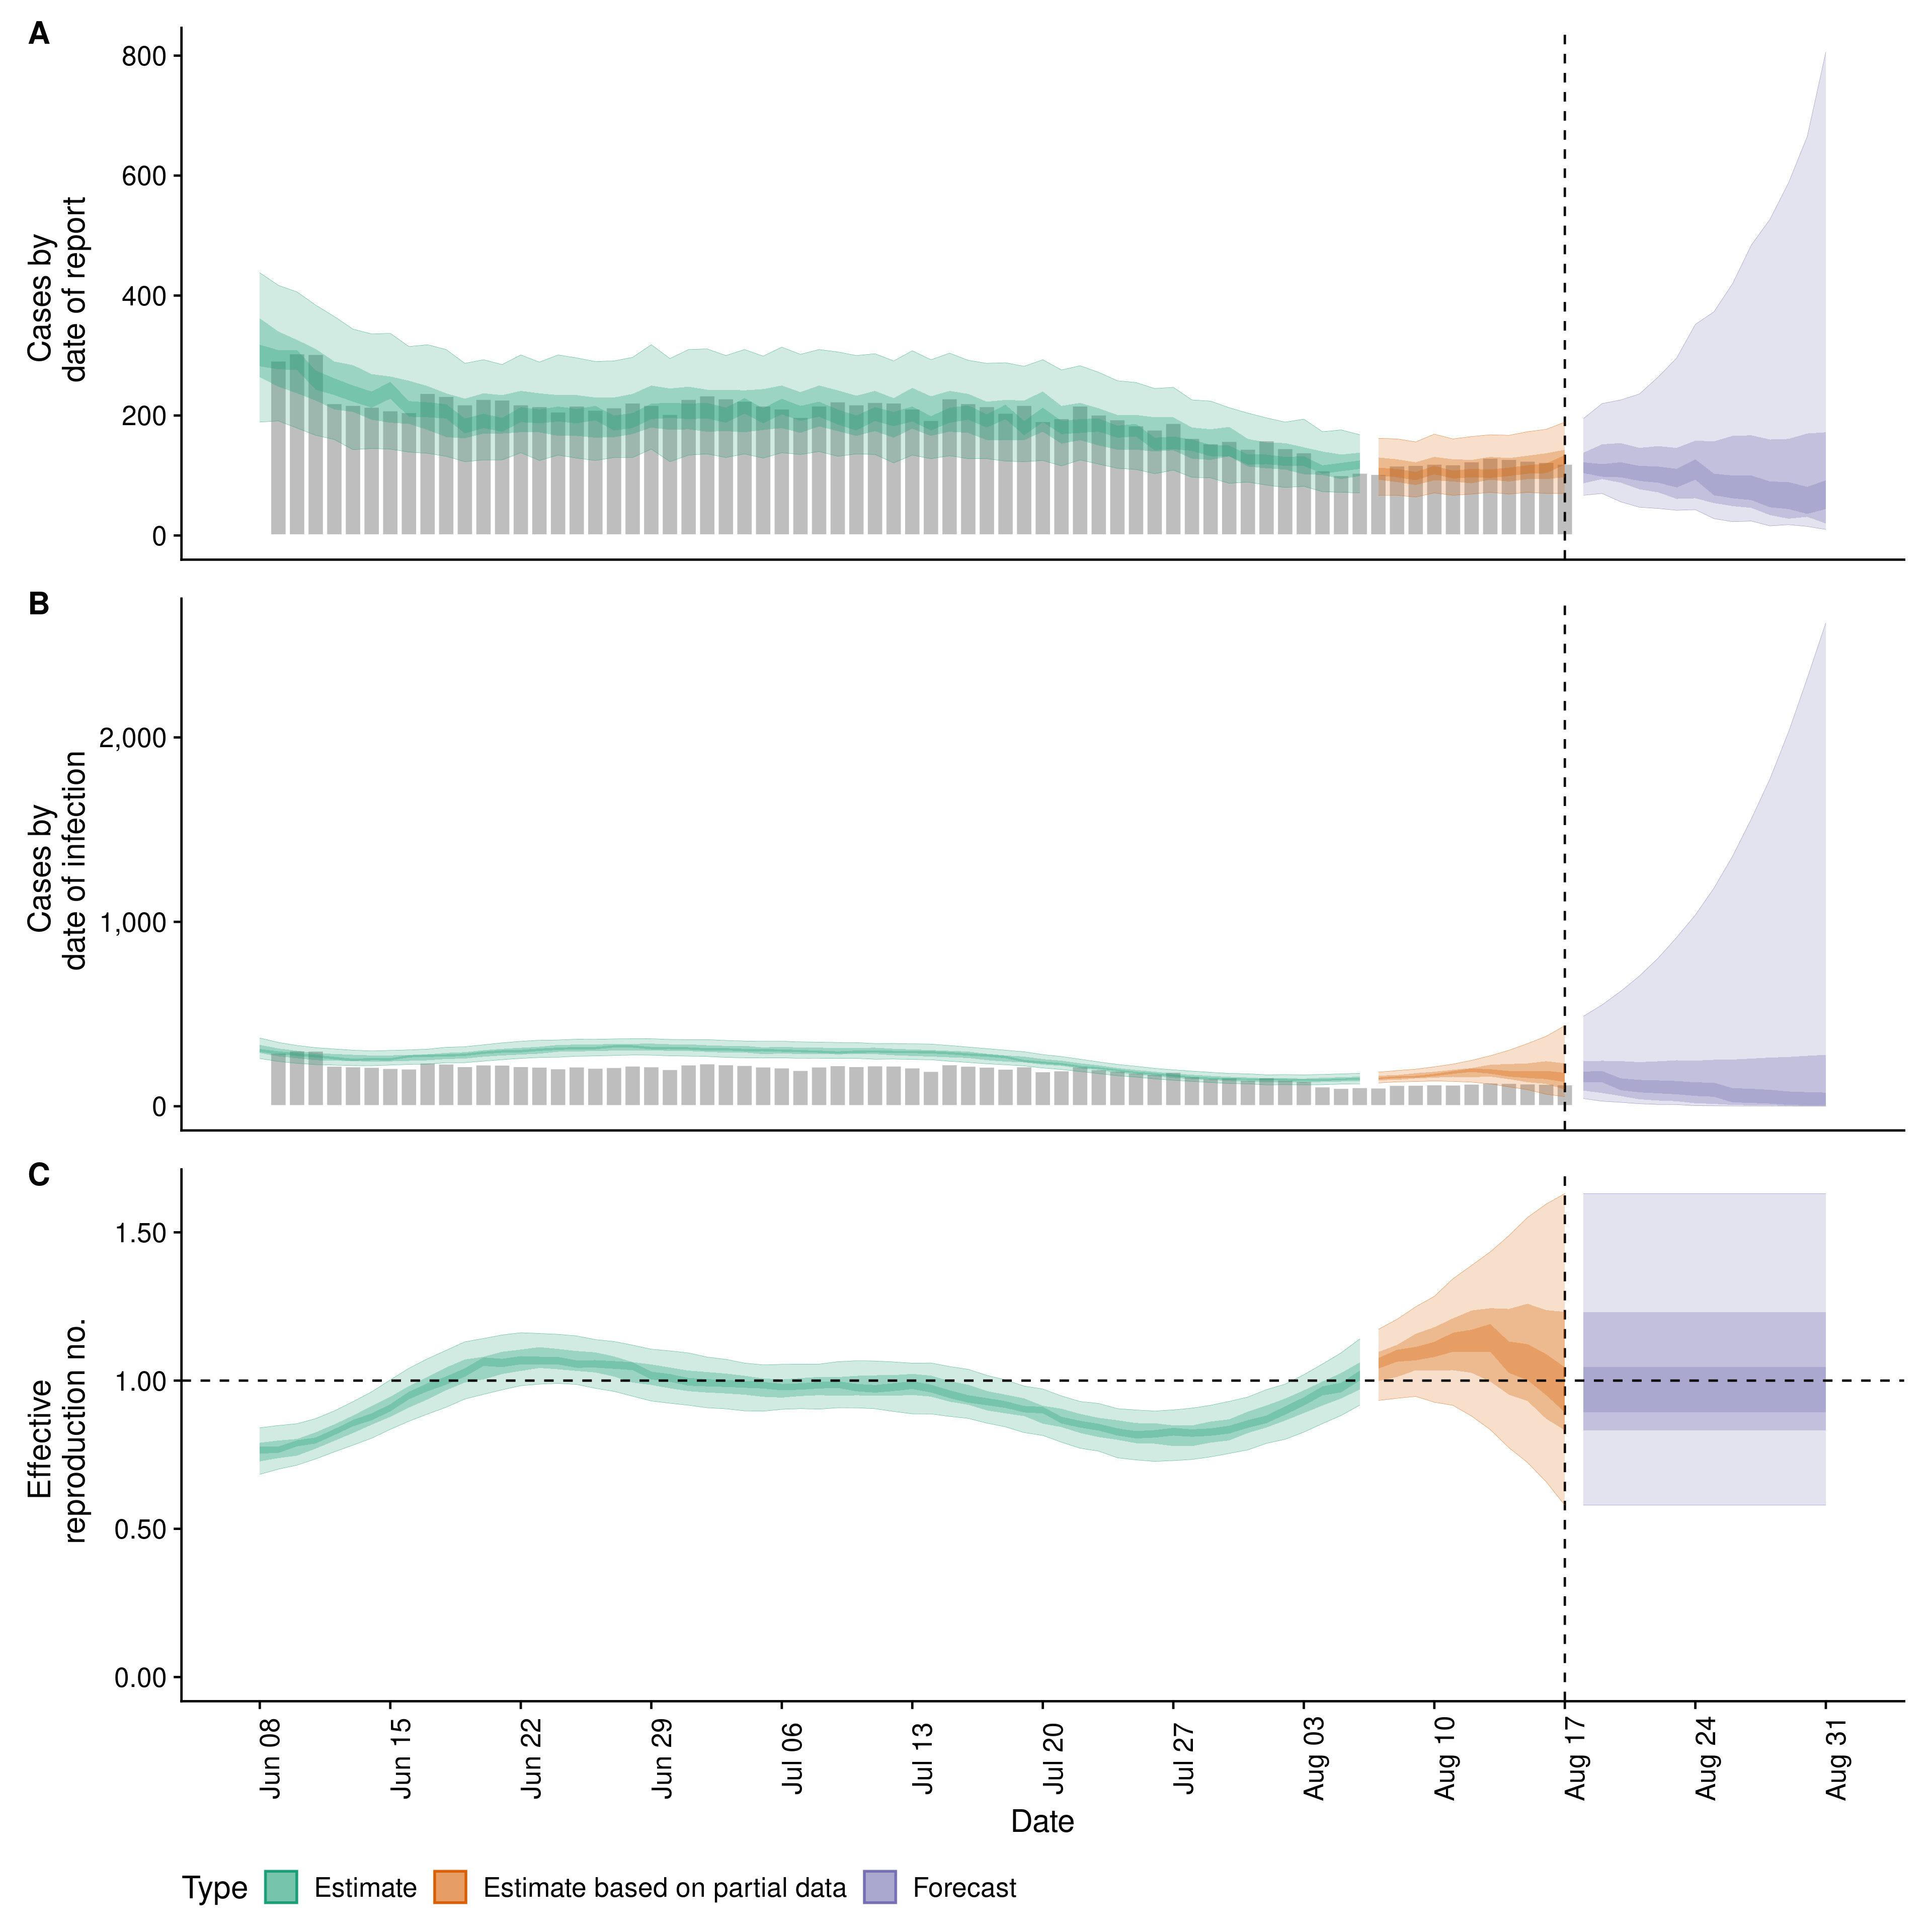 A
800
600
400
200
0
Cases by
date of report
B
2,000
1,000
0
Cases by
date of infection
C
1.50
1.00
0.50
0.00
Effective
reproduction no.
Jun 08
Jun 15
Jun 22
Jun 29
Jul 06
Jul 13
Jul 20
Jul 27
Aug 03
Aug 10
Aug 17
Aug 24
Aug 31
Date
Type Estimate Estimate based on partial data Forecast